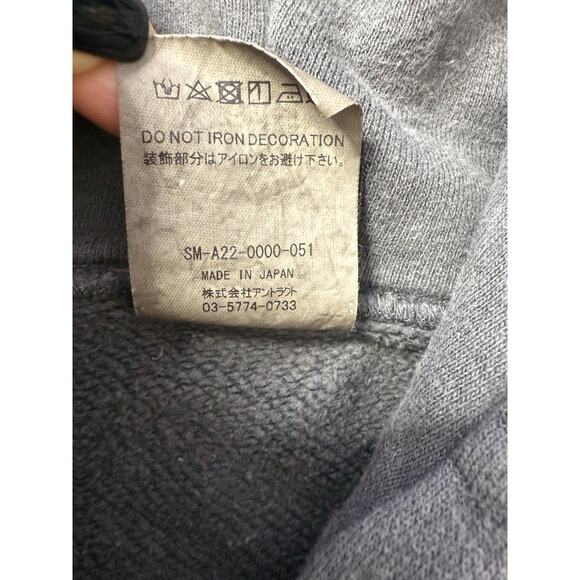 DO NOT IRON DECORATION
装飾部分はアイロンをお避け下さい。
SM-A22-0000-051
MADE IN JAPAN
株式会社アントラクト
03-5774-0733